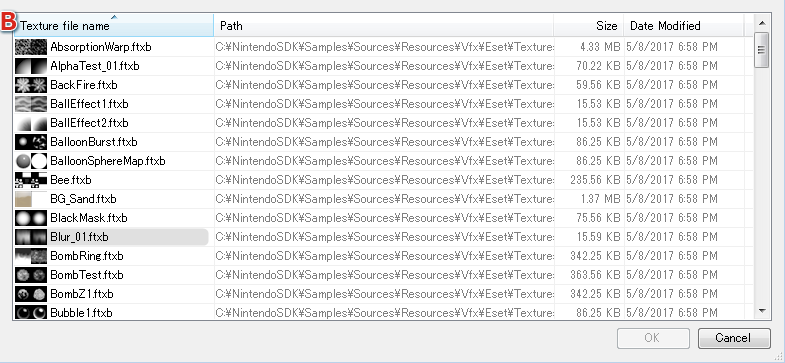 B
Texture file name Path Size Date Modified
AbsorptionWarp.ftxb C:¥NintendoSDK¥Samples¥Sources¥Resources¥Vfx¥Eset¥Texture: 4.33 MB 5/8/2017 6:58 PM
AlphaTest_01.ftxb C:¥NintendoSDK¥Samples¥Sources¥Resources¥Vfx¥Eset¥Texture: 70.22 KB 5/8/2017 6:58 PM
BackFire.ftxb C:¥NintendoSDK¥Samples¥Sources¥Resources¥Vfx¥Eset¥Texture: 59.56 KB 5/8/2017 6:58 PM
BallEffect1.ftxb C:¥NintendoSDK¥Samples¥Sources¥Resources¥Vfx¥Eset¥Texture: 15.53 KB 5/8/2017 6:58 PM
BallEffect2.ftxb C:¥NintendoSDK¥Samples¥Sources¥Resources¥Vfx¥Eset¥Texture: 15.53 KB 5/8/2017 6:58 PM
BalloonBurst.ftxb C:¥NintendoSDK¥Samples¥Sources¥Resources¥Vfx¥Eset¥Texture: 86.25 KB 5/8/2017 6:58 PM
BalloonSphereMap.ftxb C:¥NintendoSDK¥Samples¥Sources¥Resources¥Vfx¥Eset¥Texture: 86.25 KB 5/8/2017 6:58 PM
Bee.ftxb C:¥NintendoSDK¥Samples¥Sources¥Resources¥Vfx¥Eset¥Texture: 235.56 KB 5/8/2017 6:58 PM
BG_Sand.ftxb C:¥NintendoSDK¥Samples¥Sources¥Resources¥Vfx¥Eset¥Texture: 1.37 MB 5/8/2017 6:58 PM
BlackMask.ftxb C:¥NintendoSDK¥Samples¥Sources¥Resources¥Vfx¥Eset¥Texture: 75.56 KB 5/8/2017 6:58 PM
Blur_01.ftxb C:¥NintendoSDK¥Samples¥Sources¥Resources¥Vfx¥Eset¥Texture: 15.59 KB 5/8/2017 6:58 PM
BombRing.ftxb C:¥NintendoSDK¥Samples¥Sources¥Resources¥Vfx¥Eset¥Texture: 342.25 KB 5/8/2017 6:58 PM
BombTest.ftxb C:¥NintendoSDK¥Samples¥Sources¥Resources¥Vfx¥Eset¥Texture: 363.56 KB 5/8/2017 6:58 PM
BombZ1.ftxb C:¥NintendoSDK¥Samples¥Sources¥Resources¥Vfx¥Eset¥Texture: 342.25 KB 5/8/2017 6:58 PM
Bubble1.ftxb C:¥NintendoSDK¥Samples¥Sources¥Resources¥Vfx¥Eset¥Texture: 86.25 KB 5/8/2017 6:58 PM
OK Cancel